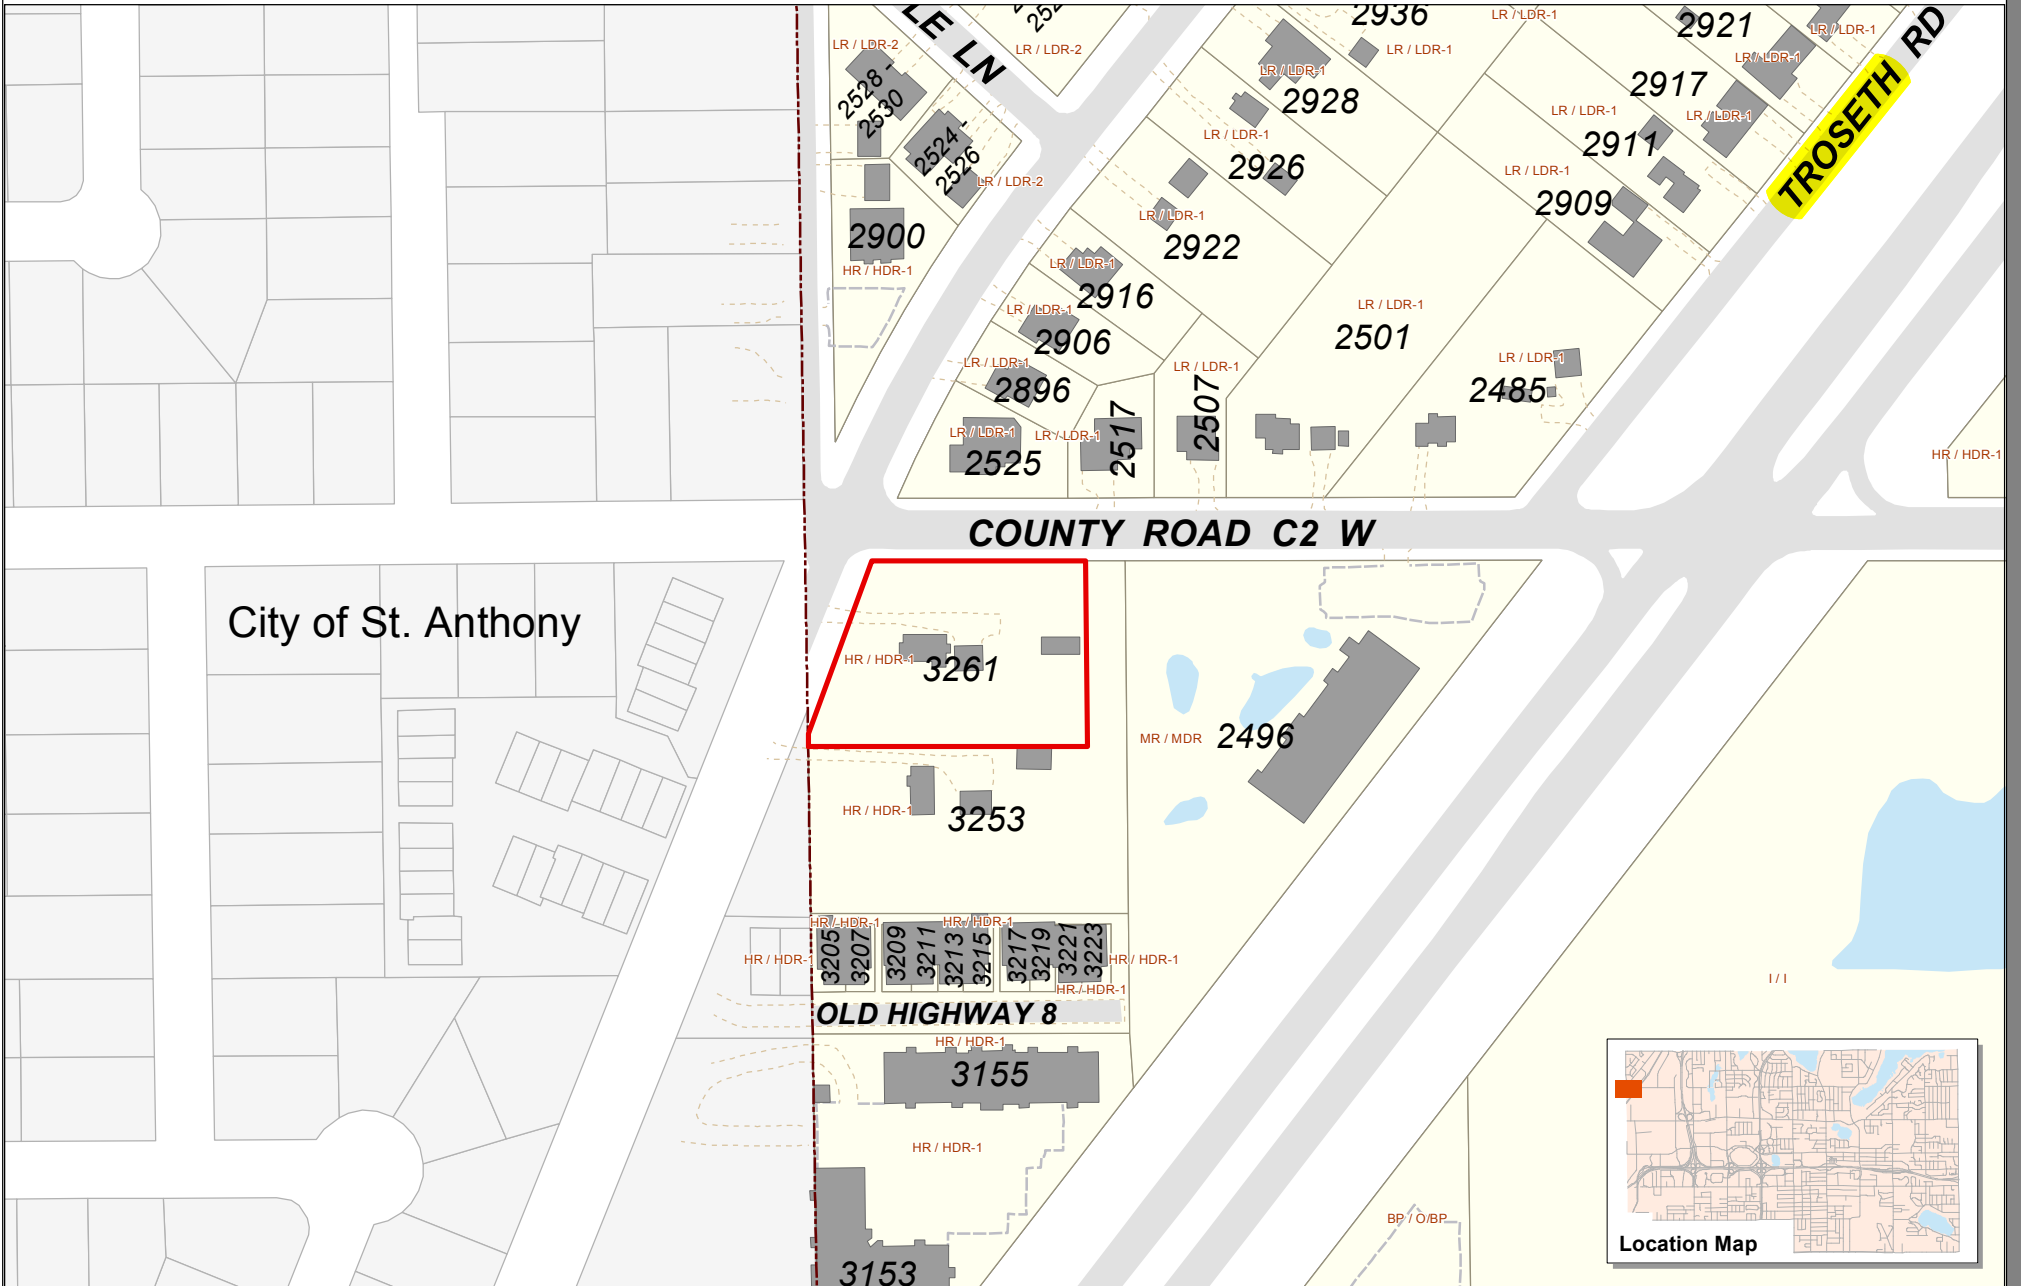 LE LN
2936
LR / LDR-1
2921
LR / LDR-1
RD
LR / LDR-2
LR / LDR-2
LR / LDR-1
LR / LDR-1
2528 -
2530
LR / LDR-1
2928
2917
TROSETH
LR / LDR-1
LR / LDR-1
2524 -
2526
LR / LDR-1
2911
2926
LR / LDR-1
LR / LDR-2
2909
LR / LDR-1
2900
2922
HR / HDR-1
LR / LDR-1
2916
LR / LDR-1
LR / LDR-1
2906
2501
LR / LDR-1
LR / LDR-1
LR / LDR-1
2896
2507
2485
LR / LDR-1
LR / LDR-1
2517
2525
HR / HDR-1
COUNTY ROAD C2 W
City of St. Anthony
HR / HDR-1
3261
MR / MDR
2496
HR / HDR-1
3253
HR / HDR-1
HR / HDR-1
3205
3207
3209
3211
3213
3215
3217
3219
3221
3223
HR / HDR-1
HR / HDR-1
HR / HDR-1
I / I
OLD HIGHWAY 8
HR / HDR-1
3155
HR / HDR-1
BP / O/BP
3153
Location Map